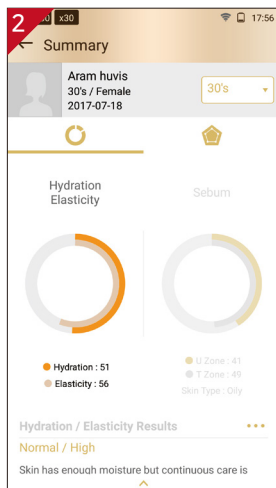 2
x30
17:56
← Summary
Aram huvis
30's / Female
2017-07-18
30's
Hydration
Elasticity
Sebum
Hydration : 51
Elasticity : 56
U Zone : 41
T Zone : 49
Skin Type : Oily
Hydration / Elasticity Results
Normal / High
Skin has enough moisture but continuous care is